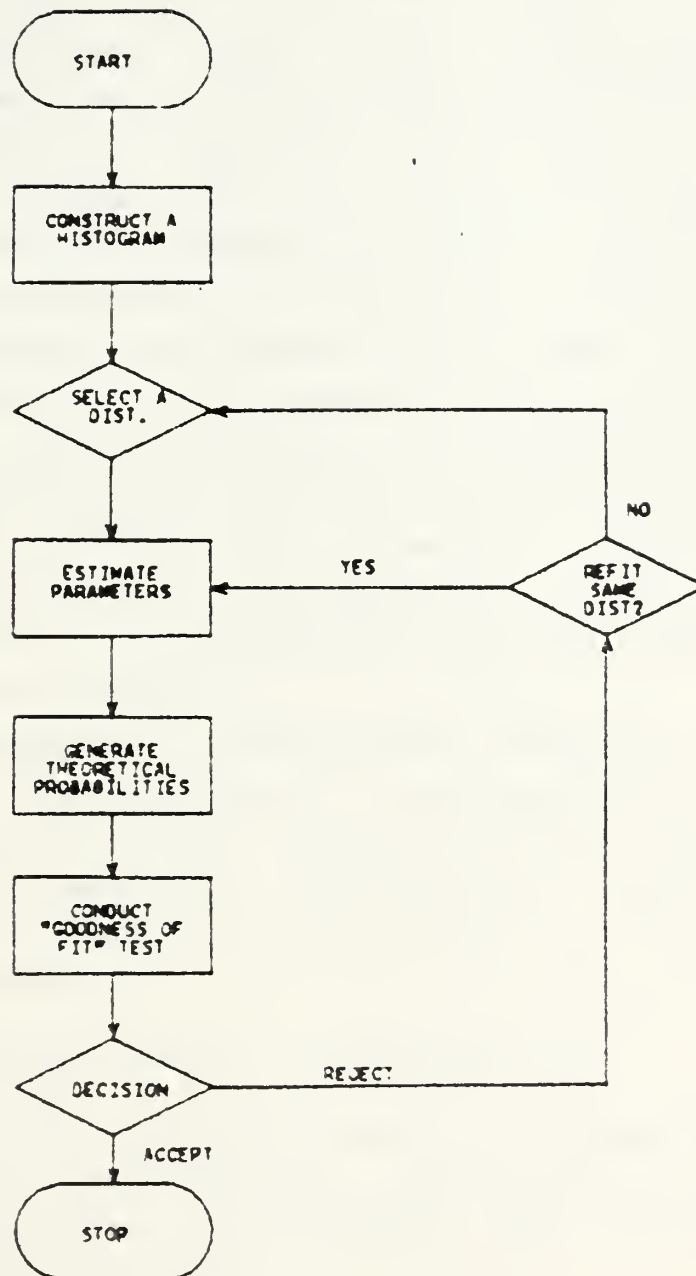 START
CONSTRUCT A
HISTOGRAM
SELECT A
DIST.
NO
ESTIMATE
PARAMETERS
YES
REFIT
SAME
DIST?
GENERATE
THEORETICAL
PROBABILITIES
CONDUCT
"GOODNESS OF
FIT" TEST
DECISION
REJECT
ACCEPT
STOP